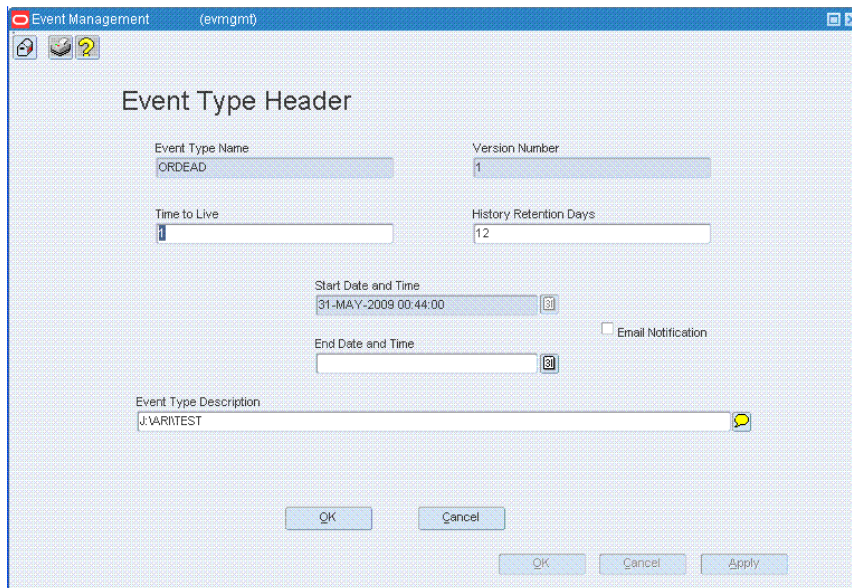 Event Management (evmgmt)
Event Type Header
Event Type Name Version Number
ORDEAD 1
Time to Live History Retention Days
1 12
Start Date and Time
31-MAY-2009 00:44:00
Email Notification
End Date and Time
Event Type Description
J:\ARI\TEST
OK Cancel
OK Cancel Apply